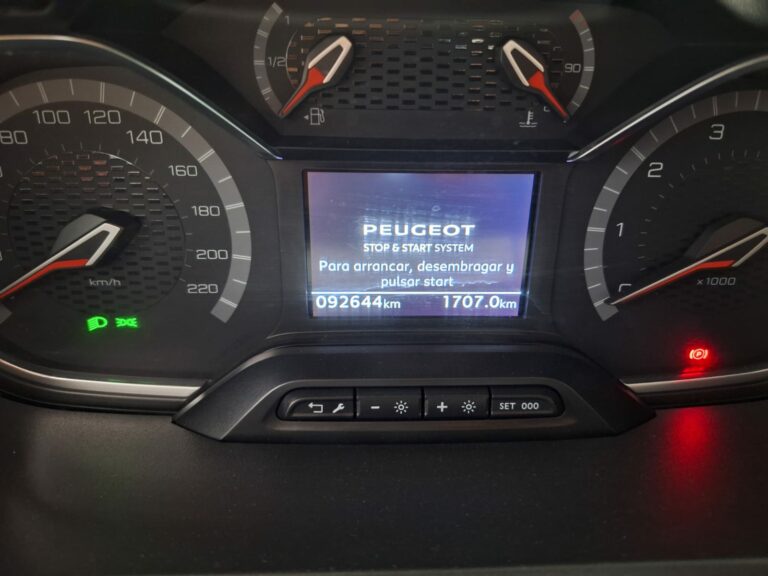 1
1/2
90
80 100 120 140 160 180 200 220
km/h
PEUGEOT
STOP & START SYSTEM
Para arrancar, desembragar y
pulsar start
092644km 1707.0km
1 2 3
x1000
SET 000